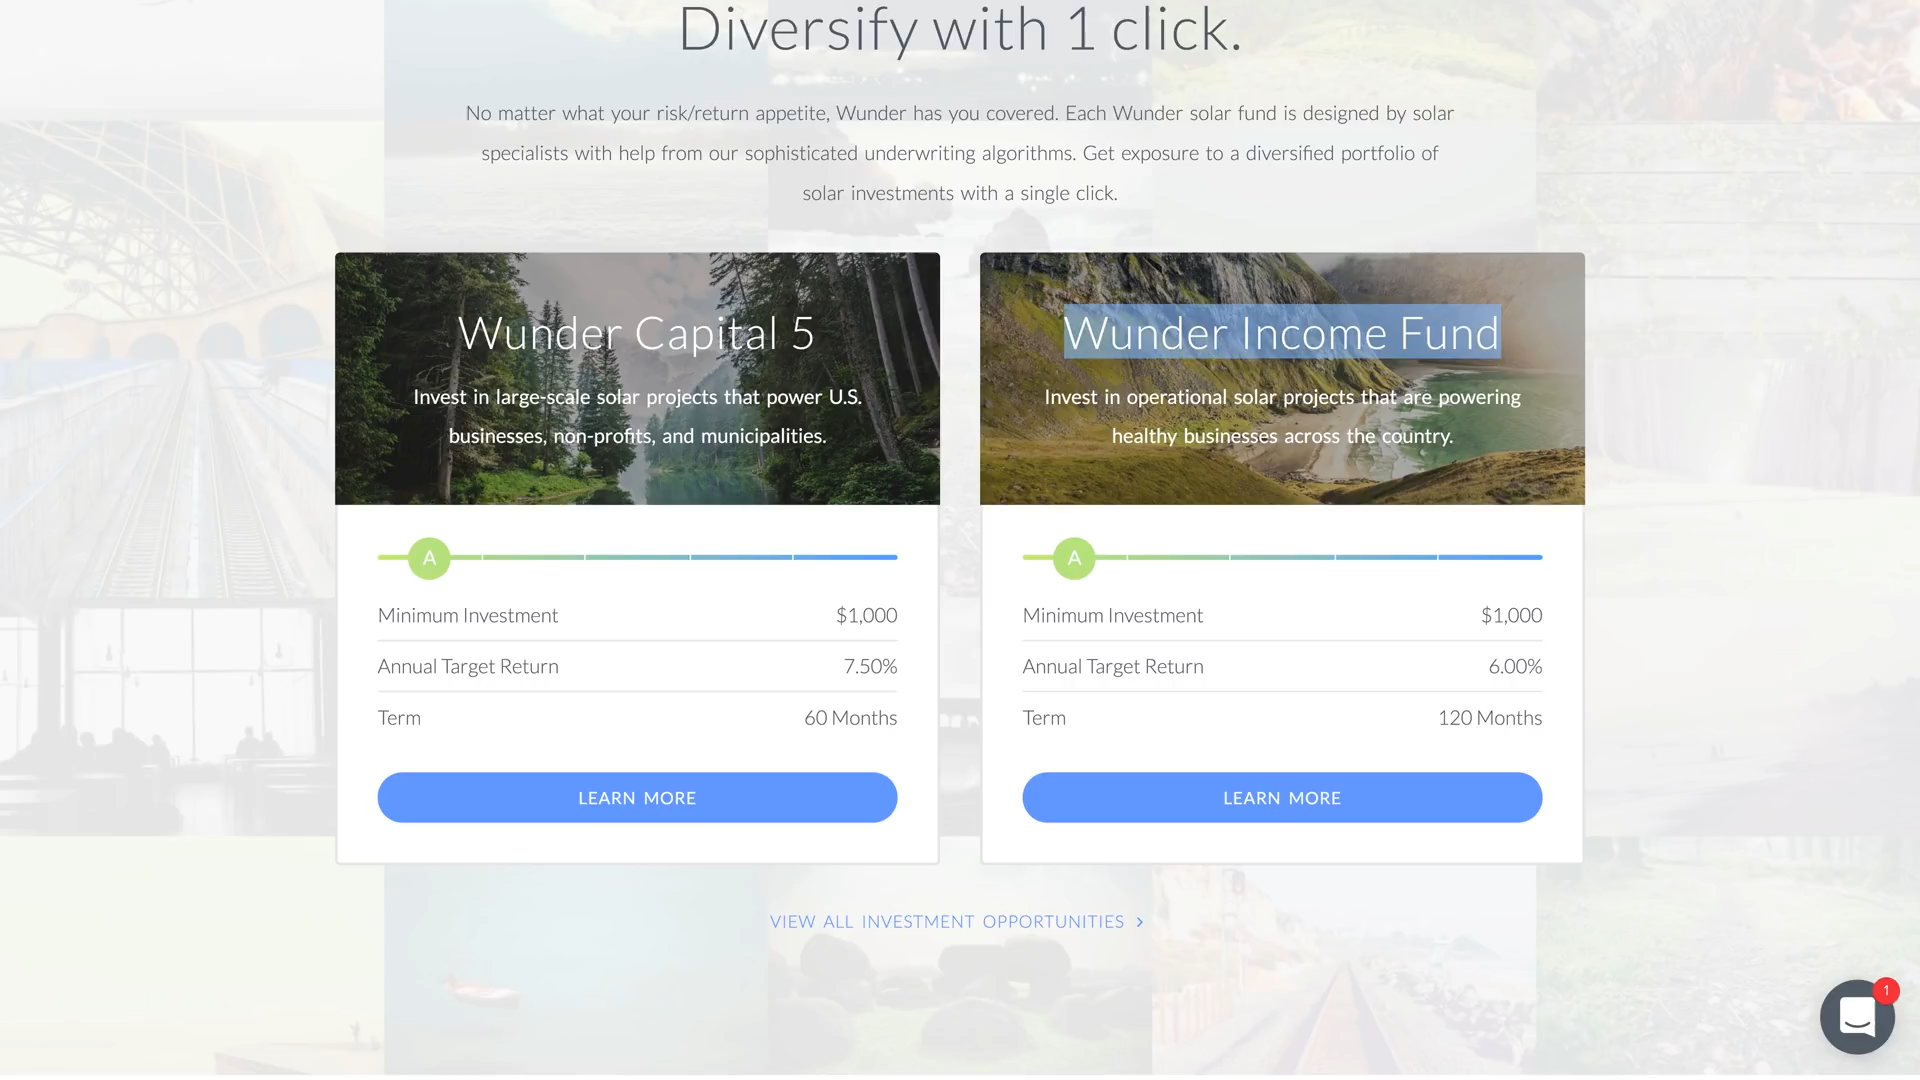 Diversify with 1 click.
No matter what your risk/return appetite, Wunder has you covered. Each Wunder solar fund is designed by solar
specialists with help from our sophisticated underwriting algorithms. Get exposure to a diversified portfolio of
solar investments with a single click.
Wunder Capital 5
Invest in large-scale solar projects that power U.S.
businesses, non-profits, and municipalities.
A
Minimum Investment $1,000
Annual Target Return 7.50%
Term 60 Months
LEARN MORE
Wunder Income Fund
Invest in operational solar projects that are powering
healthy businesses across the country.
A
Minimum Investment $1,000
Annual Target Return 6.00%
Term 120 Months
LEARN MORE
VIEW ALL INVESTMENT OPPORTUNITIES
1